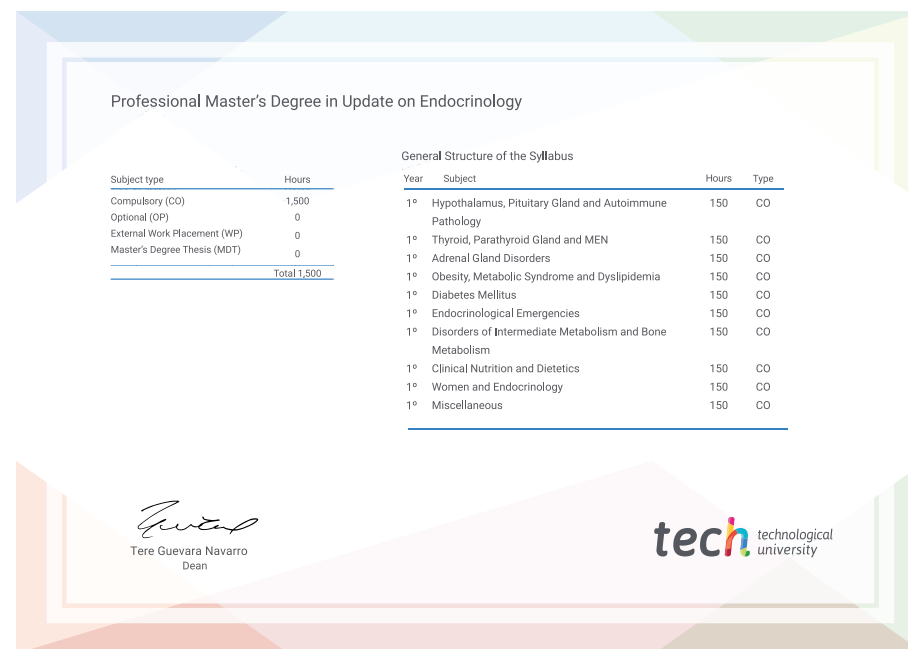 Professional Master's Degree in Update on Endocrinology
Subject type Hours
Compulsory (CO) 1,500
Optional (OP) 0
External Work Placement (WP) 0
Master's Degree Thesis (MDT) 0
Total 1,500
General Structure of the Syllabus
Year Subject Hours Type
1º Hypothalamus, Pituitary Gland and Autoimmune 150 CO
Pathology
1º Thyroid, Parathyroid Gland and MEN 150 CO
1º Adrenal Gland Disorders 150 CO
1º Obesity, Metabolic Syndrome and Dyslipidemia 150 CO
1º Diabetes Mellitus 150 CO
1º Endocrinological Emergencies 150 CO
1º Disorders of Intermediate Metabolism and Bone 150 CO
Metabolism
1º Clinical Nutrition and Dietetics 150 CO
1º Women and Endocrinology 150 CO
1º Miscellaneous 150 CO
Tere Guevara Navarro
Dean
tech technological
university